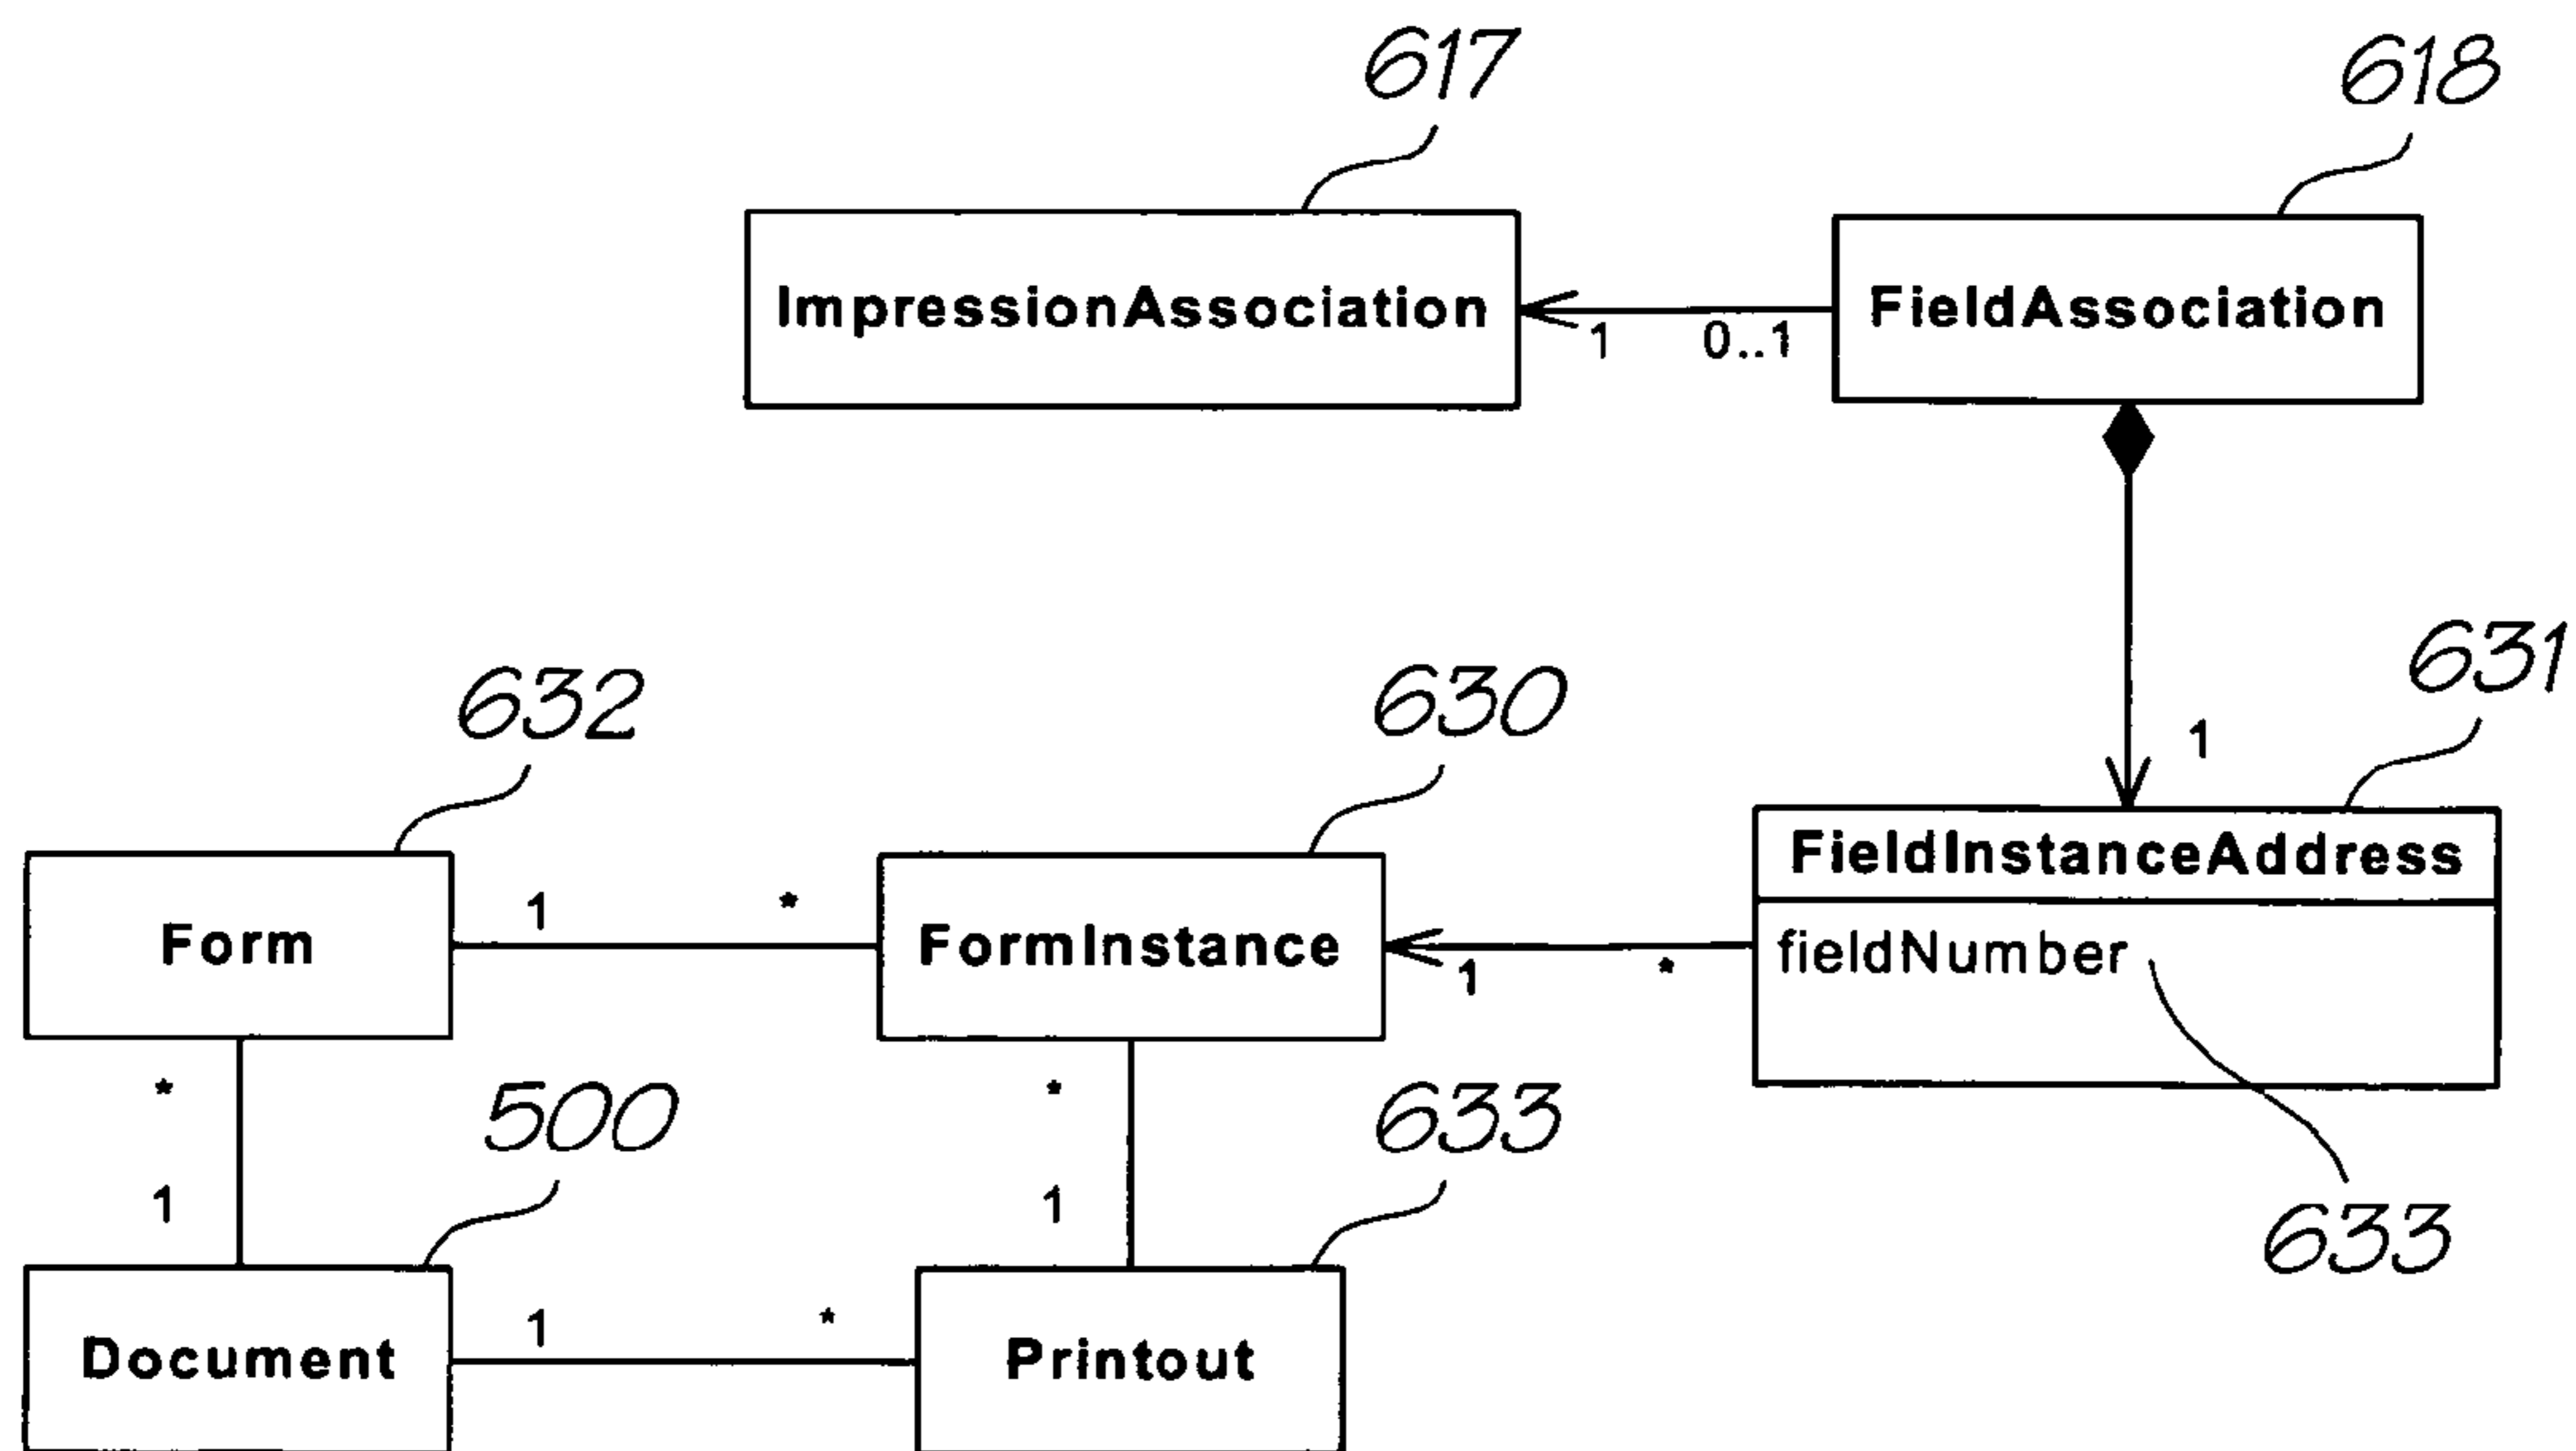 617
618
ImpressionAssociation
FieldAssociation
1
0..1
631
632
630
1
FieldInstanceAddress
1
*
Form
FormInstance
fieldNumber
1
*
*
*
500
633
1
1
633
1
*
Document
Printout